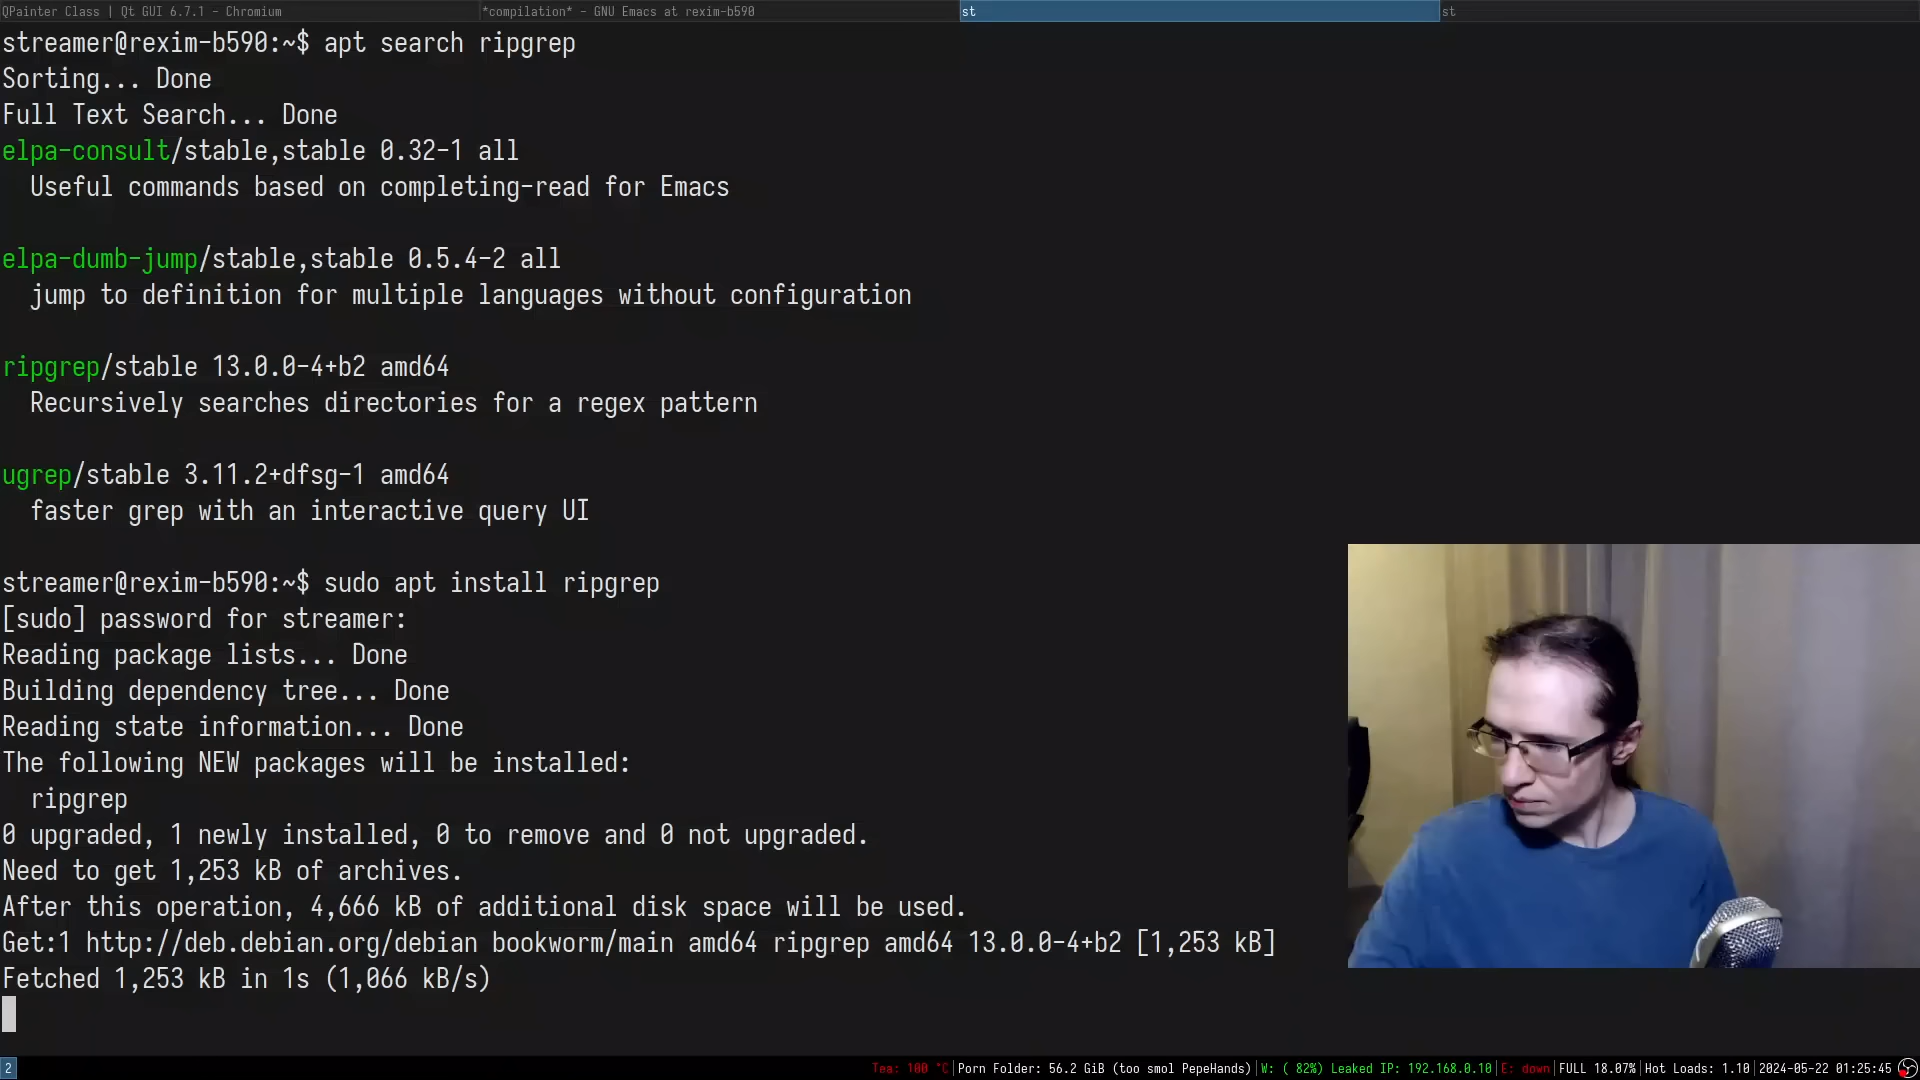 QPainter Class | Qt GUI 6.7.1 - Chromium
*compilation* - GNU Emacs at rexim-b590
st
st
streamer@rexim-b590:~$ apt search ripgrep
Sorting... Done
Full Text Search... Done
elpa-consult/stable,stable 0.32-1 all
Useful commands based on completing-read for Emacs
elpa-dumb-jump/stable,stable 0.5.4-2 all
jump to definition for multiple languages without configuration
ripgrep/stable 13.0.0-4+b2 amd64
Recursively searches directories for a regex pattern
ugrep/stable 3.11.2+dfsg-1 amd64
faster grep with an interactive query UI
streamer@rexim-b590:~$ sudo apt install ripgrep
[sudo] password for streamer:
Reading package lists... Done
Building dependency tree... Done
Reading state information... Done
The following NEW packages will be installed:
ripgrep
0 upgraded, 1 newly installed, 0 to remove and 0 not upgraded.
Need to get 1,253 kB of archives.
After this operation, 4,666 kB of additional disk space will be used.
Get:1 http://deb.debian.org/debian bookworm/main amd64 ripgrep amd64 13.0.0-4+b2 [1,253 kB]
Fetched 1,253 kB in 1s (1,066 kB/s)
2
Tea: 100 °C|Porn Folder: 56.2 GiB (too smol PepeHands)|W: ( 82%) Leaked IP: 192.168.0.10|E: down|FULL 18.07%|Hot Loads: 1.10|2024-05-22 01:25:45